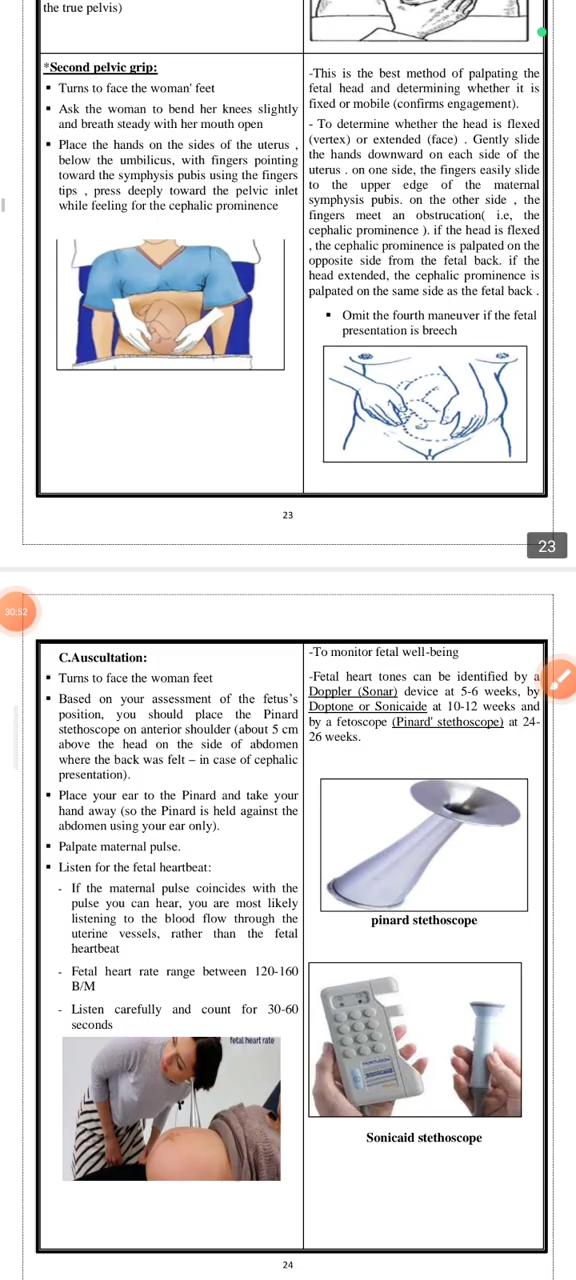 the true pelvis)
*Second pelvic grip:
▪ Turns to face the woman' feet
▪ Ask the woman to bend her knees slightly
and breath steady with her mouth open
▪ Place the hands on the sides of the uterus ,
below the umbilicus, with fingers pointing
toward the symphysis pubis using the fingers
tips , press deeply toward the pelvic inlet
while feeling for the cephalic prominence
-This is the best method of palpating the
fetal head and determining whether it is
fixed or mobile (confirms engagement).
- To determine whether the head is flexed
(vertex) or extended (face) . Gently slide
the hands downward on each side of the
uterus . on one side, the fingers easily slide
to the upper edge of the maternal
symphysis pubis. on the other side , the
fingers meet an obstrucation( i.e, the
cephalic prominence ). if the head is flexed
, the cephalic prominence is palpated on the
opposite side from the fetal back. if the
head extended, the cephalic prominence is
palpated on the same side as the fetal back .
▪ Omit the fourth maneuver if the fetal
presentation is breech
23
23
30:52
C.Auscultation:
▪ Turns to face the woman feet
▪ Based on your assessment of the fetus’s
position, you should place the Pinard
stethoscope on anterior shoulder (about 5 cm
above the head on the side of abdomen
where the back was felt – in case of cephalic
presentation).
▪ Place your ear to the Pinard and take your
hand away (so the Pinard is held against the
abdomen using your ear only).
▪ Palpate maternal pulse.
▪ Listen for the fetal heartbeat:
- If the maternal pulse coincides with the
pulse you can hear, you are most likely
listening to the blood flow through the
uterine vessels, rather than the fetal
heartbeat
- Fetal heart rate range between 120-160
B/M
- Listen carefully and count for 30-60
seconds
fetal heart rate
-To monitor fetal well-being
-Fetal heart tones can be identified by a
Doppler (Sonar) device at 5-6 weeks, by
Doptone or Sonicaide at 10-12 weeks and
by a fetoscope (Pinard' stethoscope) at 24-
26 weeks.
pinard stethoscope
sonicaid
Sonicaid stethoscope
24